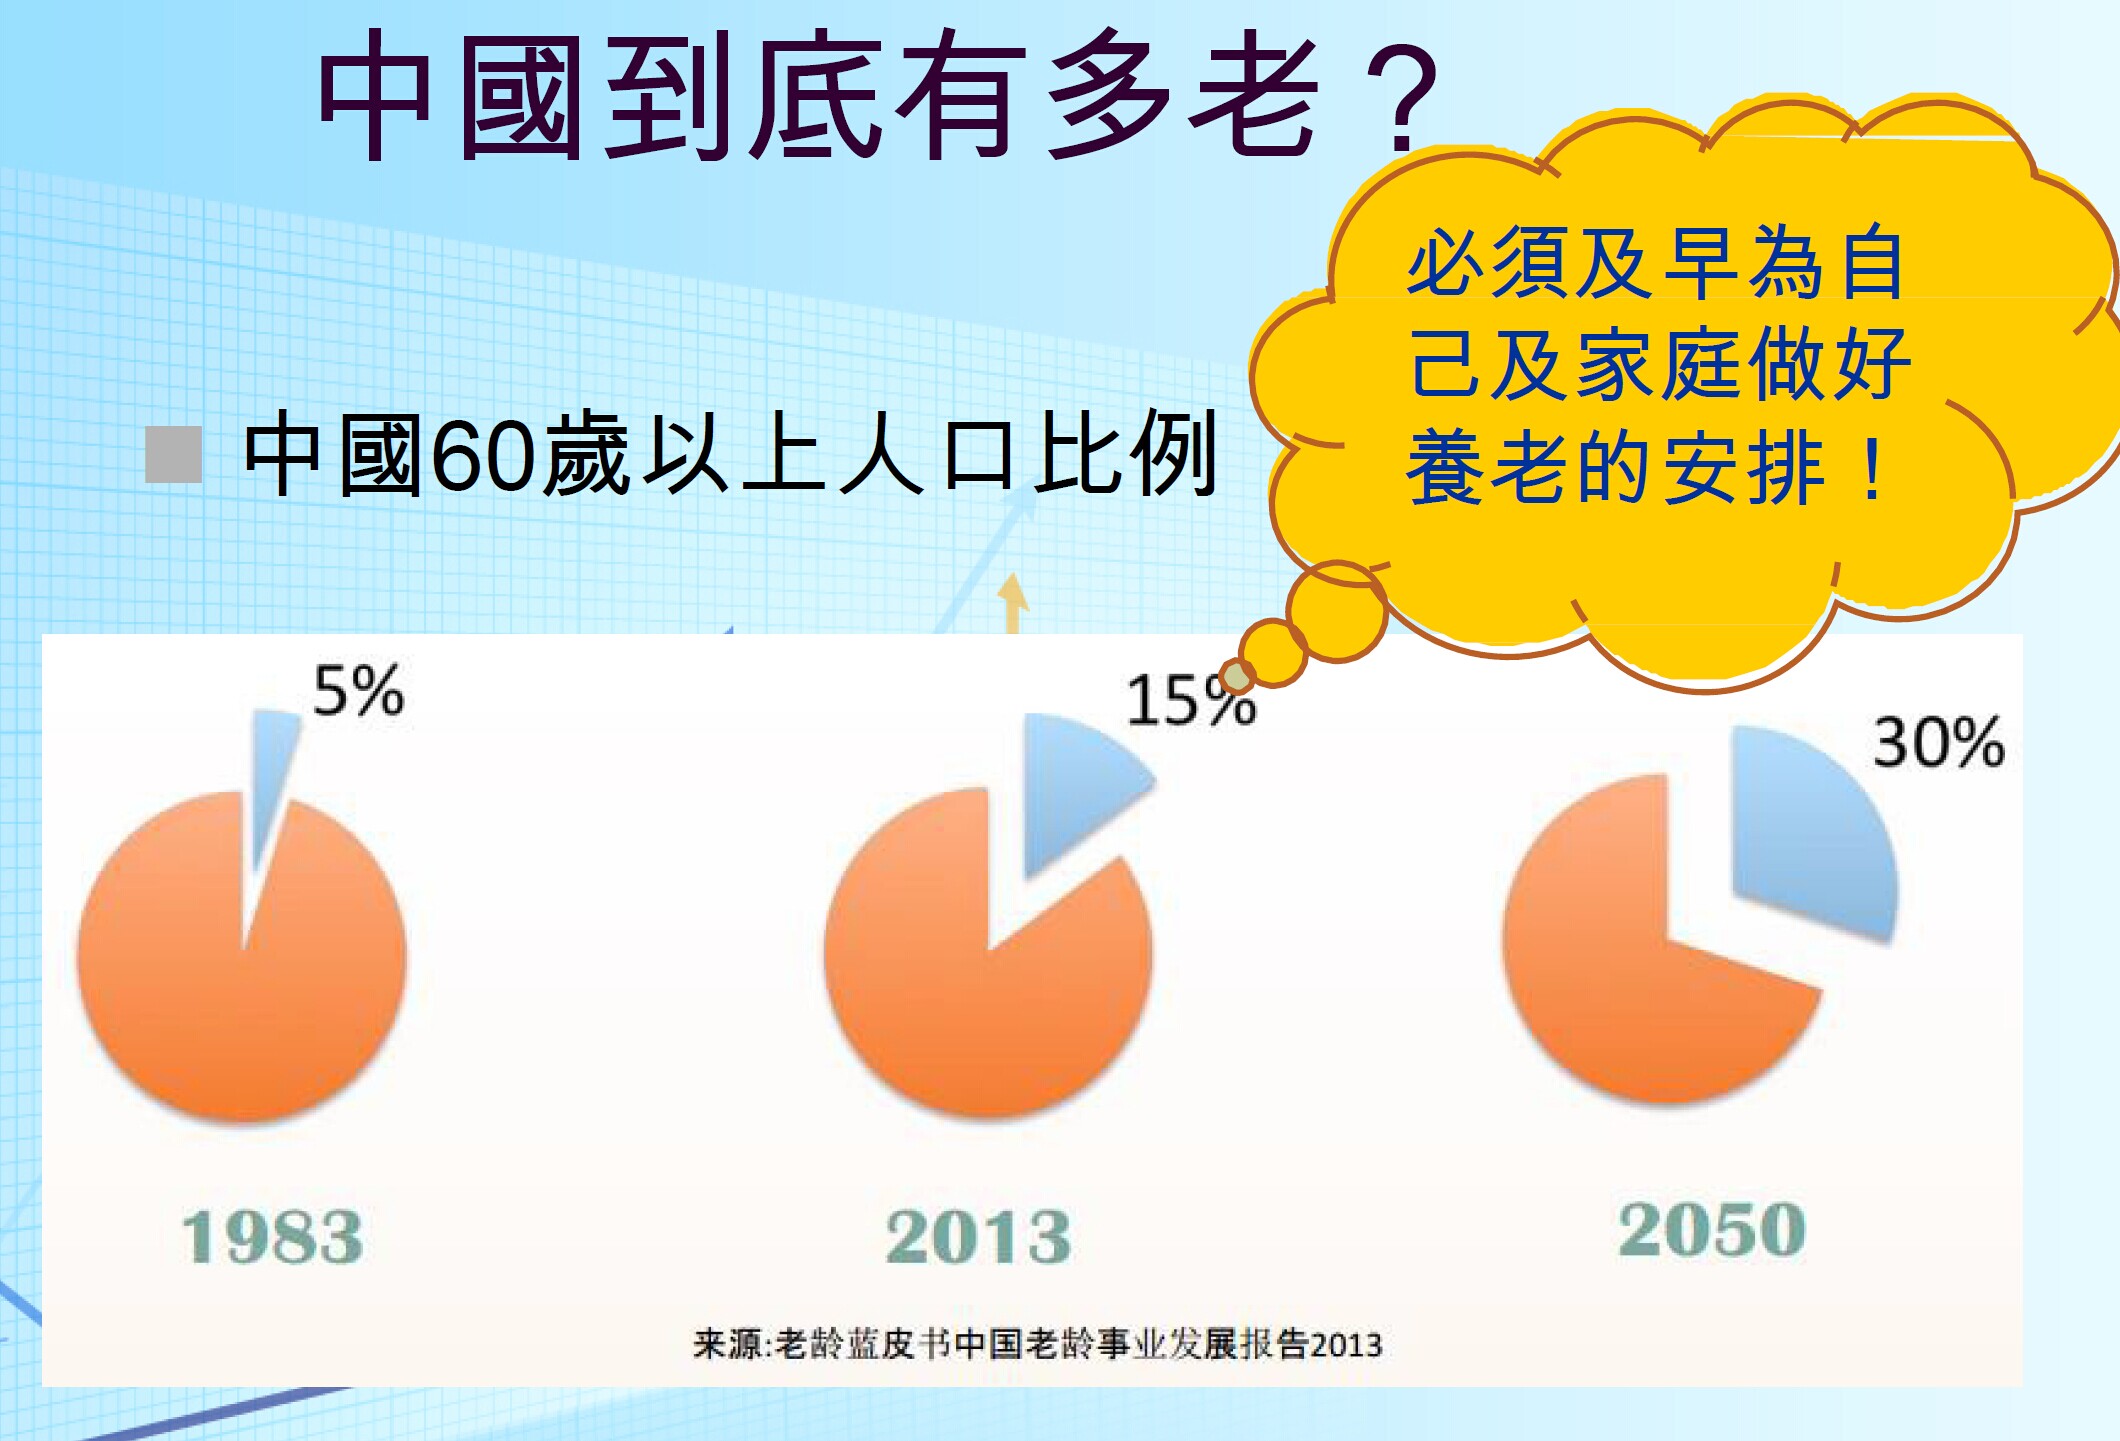 中國到底有多老？
必須及早為自
己及家庭做好
養老的安排！
中國60歲以上人口比例
5%
15%
30%
1983
2013
2050
来源:老龄蓝皮书中国老龄事业发展报告2013